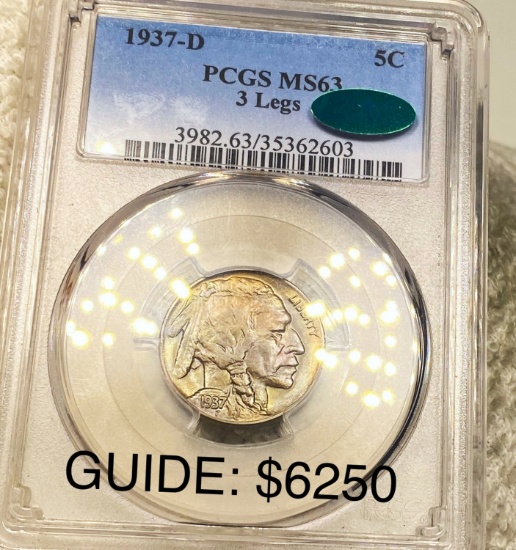 1937-D 5C
PCGS MS63
3 Legs
3982.63/35362603
LIBERTY
1937
GUIDE: $6250